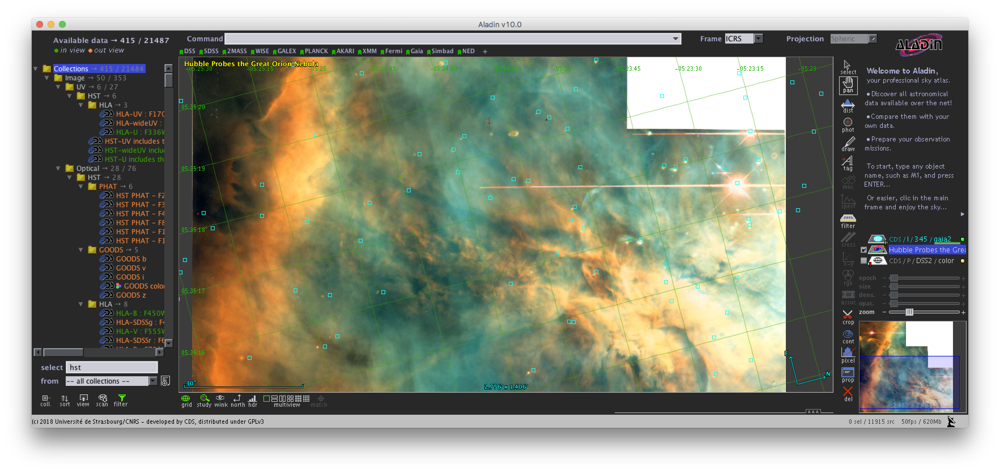 Aladin v10.0
Available data → 415 / 21487
in view out view
Command
Frame ICRS
Projection Spheric
ALADIN
DSS SDSS 2MASS WISE GALEX PLANCK AKARI XMM Fermi Gaia Simbad NED +
Collections → 415 / 21484
Image → 50 / 353
UV → 6 / 27
HST → 6
HLA → 3
HLA-UV : F170
HLA-wideUV :
HLA-U : F336W
HST-UV includes t
HST-wideUV inclu
HST-U includes th
Optical → 28 / 76
HST → 28
PHAT → 6
HST PHAT - F2
HST PHAT - F3
HST PHAT - F4
HST PHAT - F8
HST PHAT - F1
HST PHAT - F1
GOODS → 5
GOODS b
GOODS v
GOODS i
GOODS color
GOODS z
HLA → 8
HLA-B : F450W
HLA-SDSSg : F4
HLA-V : F555W
HLA-SDSSr : F6
select hst
from -- all collections --
coll. sort view scan filter
Hubble Probes the Great Orion Nebula
-05:25:30 -05:25:15 -05:25 -05:24:45 -05:24:30 -05:24:15 -05:24 -05:23:45 -05:23:30 -05:23:15 -05:23
05:35:20
05:35:19
05:35:18
05:35:17
05:35:16
30"
2.756' x 1.406'
E
N
grid study wink north hdr multiview match
select
pan
dist
phot
draw
tag
moc
spect
filter
cross
x-y
rgb
assoc
crop
cont
pixel
prop
del
Welcome to Aladin,
your professional sky atlas.
• Discover all astronomical
data available over the net!
• Compare them with your
own data.
• Prepare your observation
missions.
To start, type any object
name, such as M1, and press
ENTER...
Or easier, clic in the main
frame and enjoy the sky...
CDS / I / 345 / gaia2
Hubble Probes the Grea
CDS / P / DSS2 / color
epoch - +
size - +
dens. - +
opac. - +
zoom - +
(c) 2018 Université de Strasbourg/CNRS - developed by CDS, distributed under GPLv3
0 sel / 11915 src 50fps / 620Mb